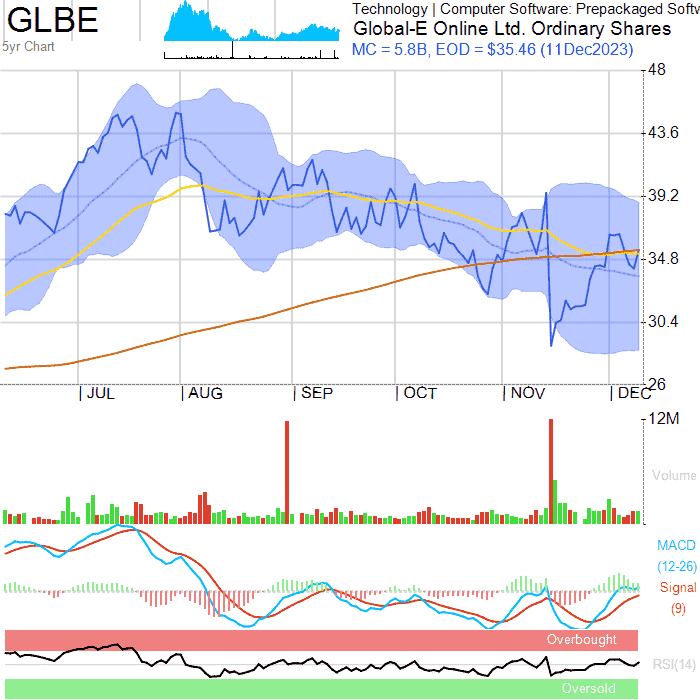 GLBE
5yr Chart
Technology | Computer Software: Prepackaged Softw
Global-E Online Ltd. Ordinary Shares
MC = 5.8B, EOD = $35.46 (11Dec2023)
48
43.6
39.2
34.8
30.4
26
| JUL | AUG | SEP | OCT | NOV | DEC
12M
Volume
MACD
(12-26)
Signal
(9)
Overbought
RSI(14)
Oversold